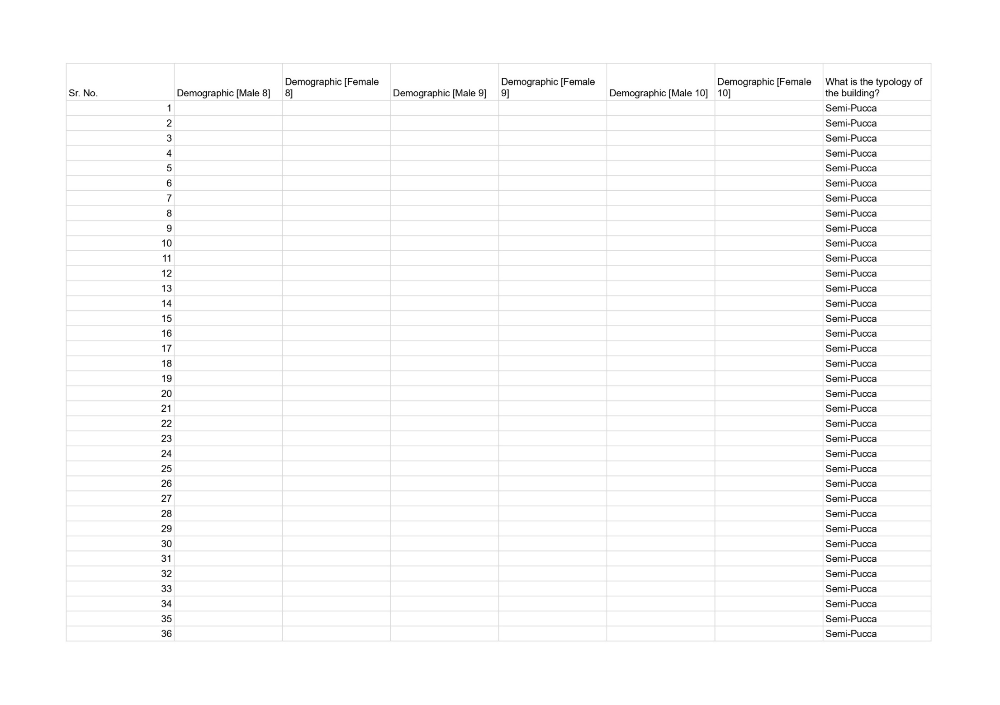 Sr. No. Demographic [Male 8] Demographic [Female 8] Demographic [Male 9] Demographic [Female 9] Demographic [Male 10] Demographic [Female 10] What is the typology of the building?
1 Semi-Pucca
2 Semi-Pucca
3 Semi-Pucca
4 Semi-Pucca
5 Semi-Pucca
6 Semi-Pucca
7 Semi-Pucca
8 Semi-Pucca
9 Semi-Pucca
10 Semi-Pucca
11 Semi-Pucca
12 Semi-Pucca
13 Semi-Pucca
14 Semi-Pucca
15 Semi-Pucca
16 Semi-Pucca
17 Semi-Pucca
18 Semi-Pucca
19 Semi-Pucca
20 Semi-Pucca
21 Semi-Pucca
22 Semi-Pucca
23 Semi-Pucca
24 Semi-Pucca
25 Semi-Pucca
26 Semi-Pucca
27 Semi-Pucca
28 Semi-Pucca
29 Semi-Pucca
30 Semi-Pucca
31 Semi-Pucca
32 Semi-Pucca
33 Semi-Pucca
34 Semi-Pucca
35 Semi-Pucca
36 Semi-Pucca